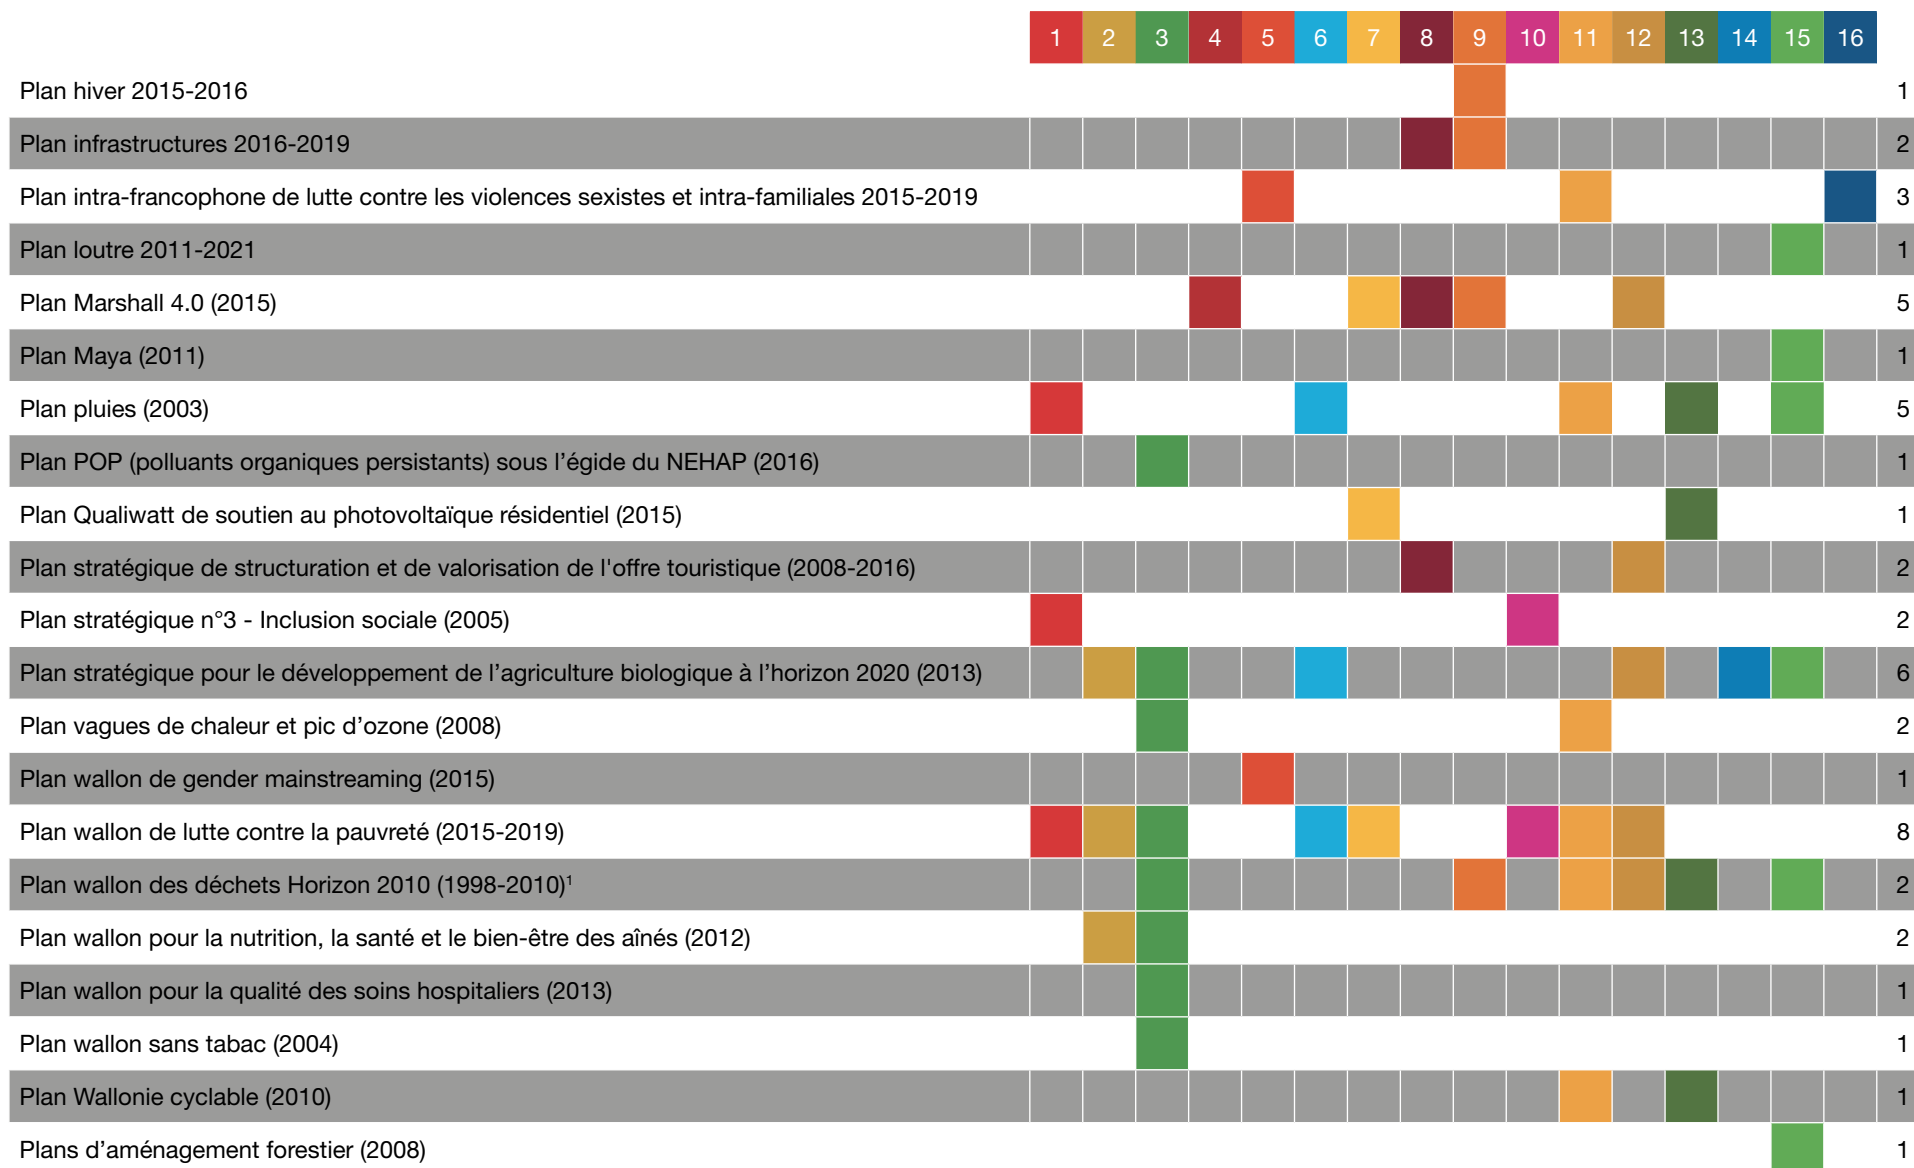 1 2 3 4 5 6 7 8 9 10 11 12 13 14 15 16
Plan hiver 2015-2016 1
Plan infrastructures 2016-2019 2
Plan intra-francophone de lutte contre les violences sexistes et intra-familiales 2015-2019 3
Plan loutre 2011-2021 1
Plan Marshall 4.0 (2015) 5
Plan Maya (2011) 1
Plan pluies (2003) 5
Plan POP (polluants organiques persistants) sous l’égide du NEHAP (2016) 1
Plan Qualiwatt de soutien au photovoltaïque résidentiel (2015) 1
Plan stratégique de structuration et de valorisation de l'offre touristique (2008-2016) 2
Plan stratégique n°3 - Inclusion sociale (2005) 2
Plan stratégique pour le développement de l’agriculture biologique à l’horizon 2020 (2013) 6
Plan vagues de chaleur et pic d’ozone (2008) 2
Plan wallon de gender mainstreaming (2015) 1
Plan wallon de lutte contre la pauvreté (2015-2019) 8
Plan wallon des déchets Horizon 2010 (1998-2010)¹ 2
Plan wallon pour la nutrition, la santé et le bien-être des aînés (2012) 2
Plan wallon pour la qualité des soins hospitaliers (2013) 1
Plan wallon sans tabac (2004) 1
Plan Wallonie cyclable (2010) 1
Plans d’aménagement forestier (2008) 1